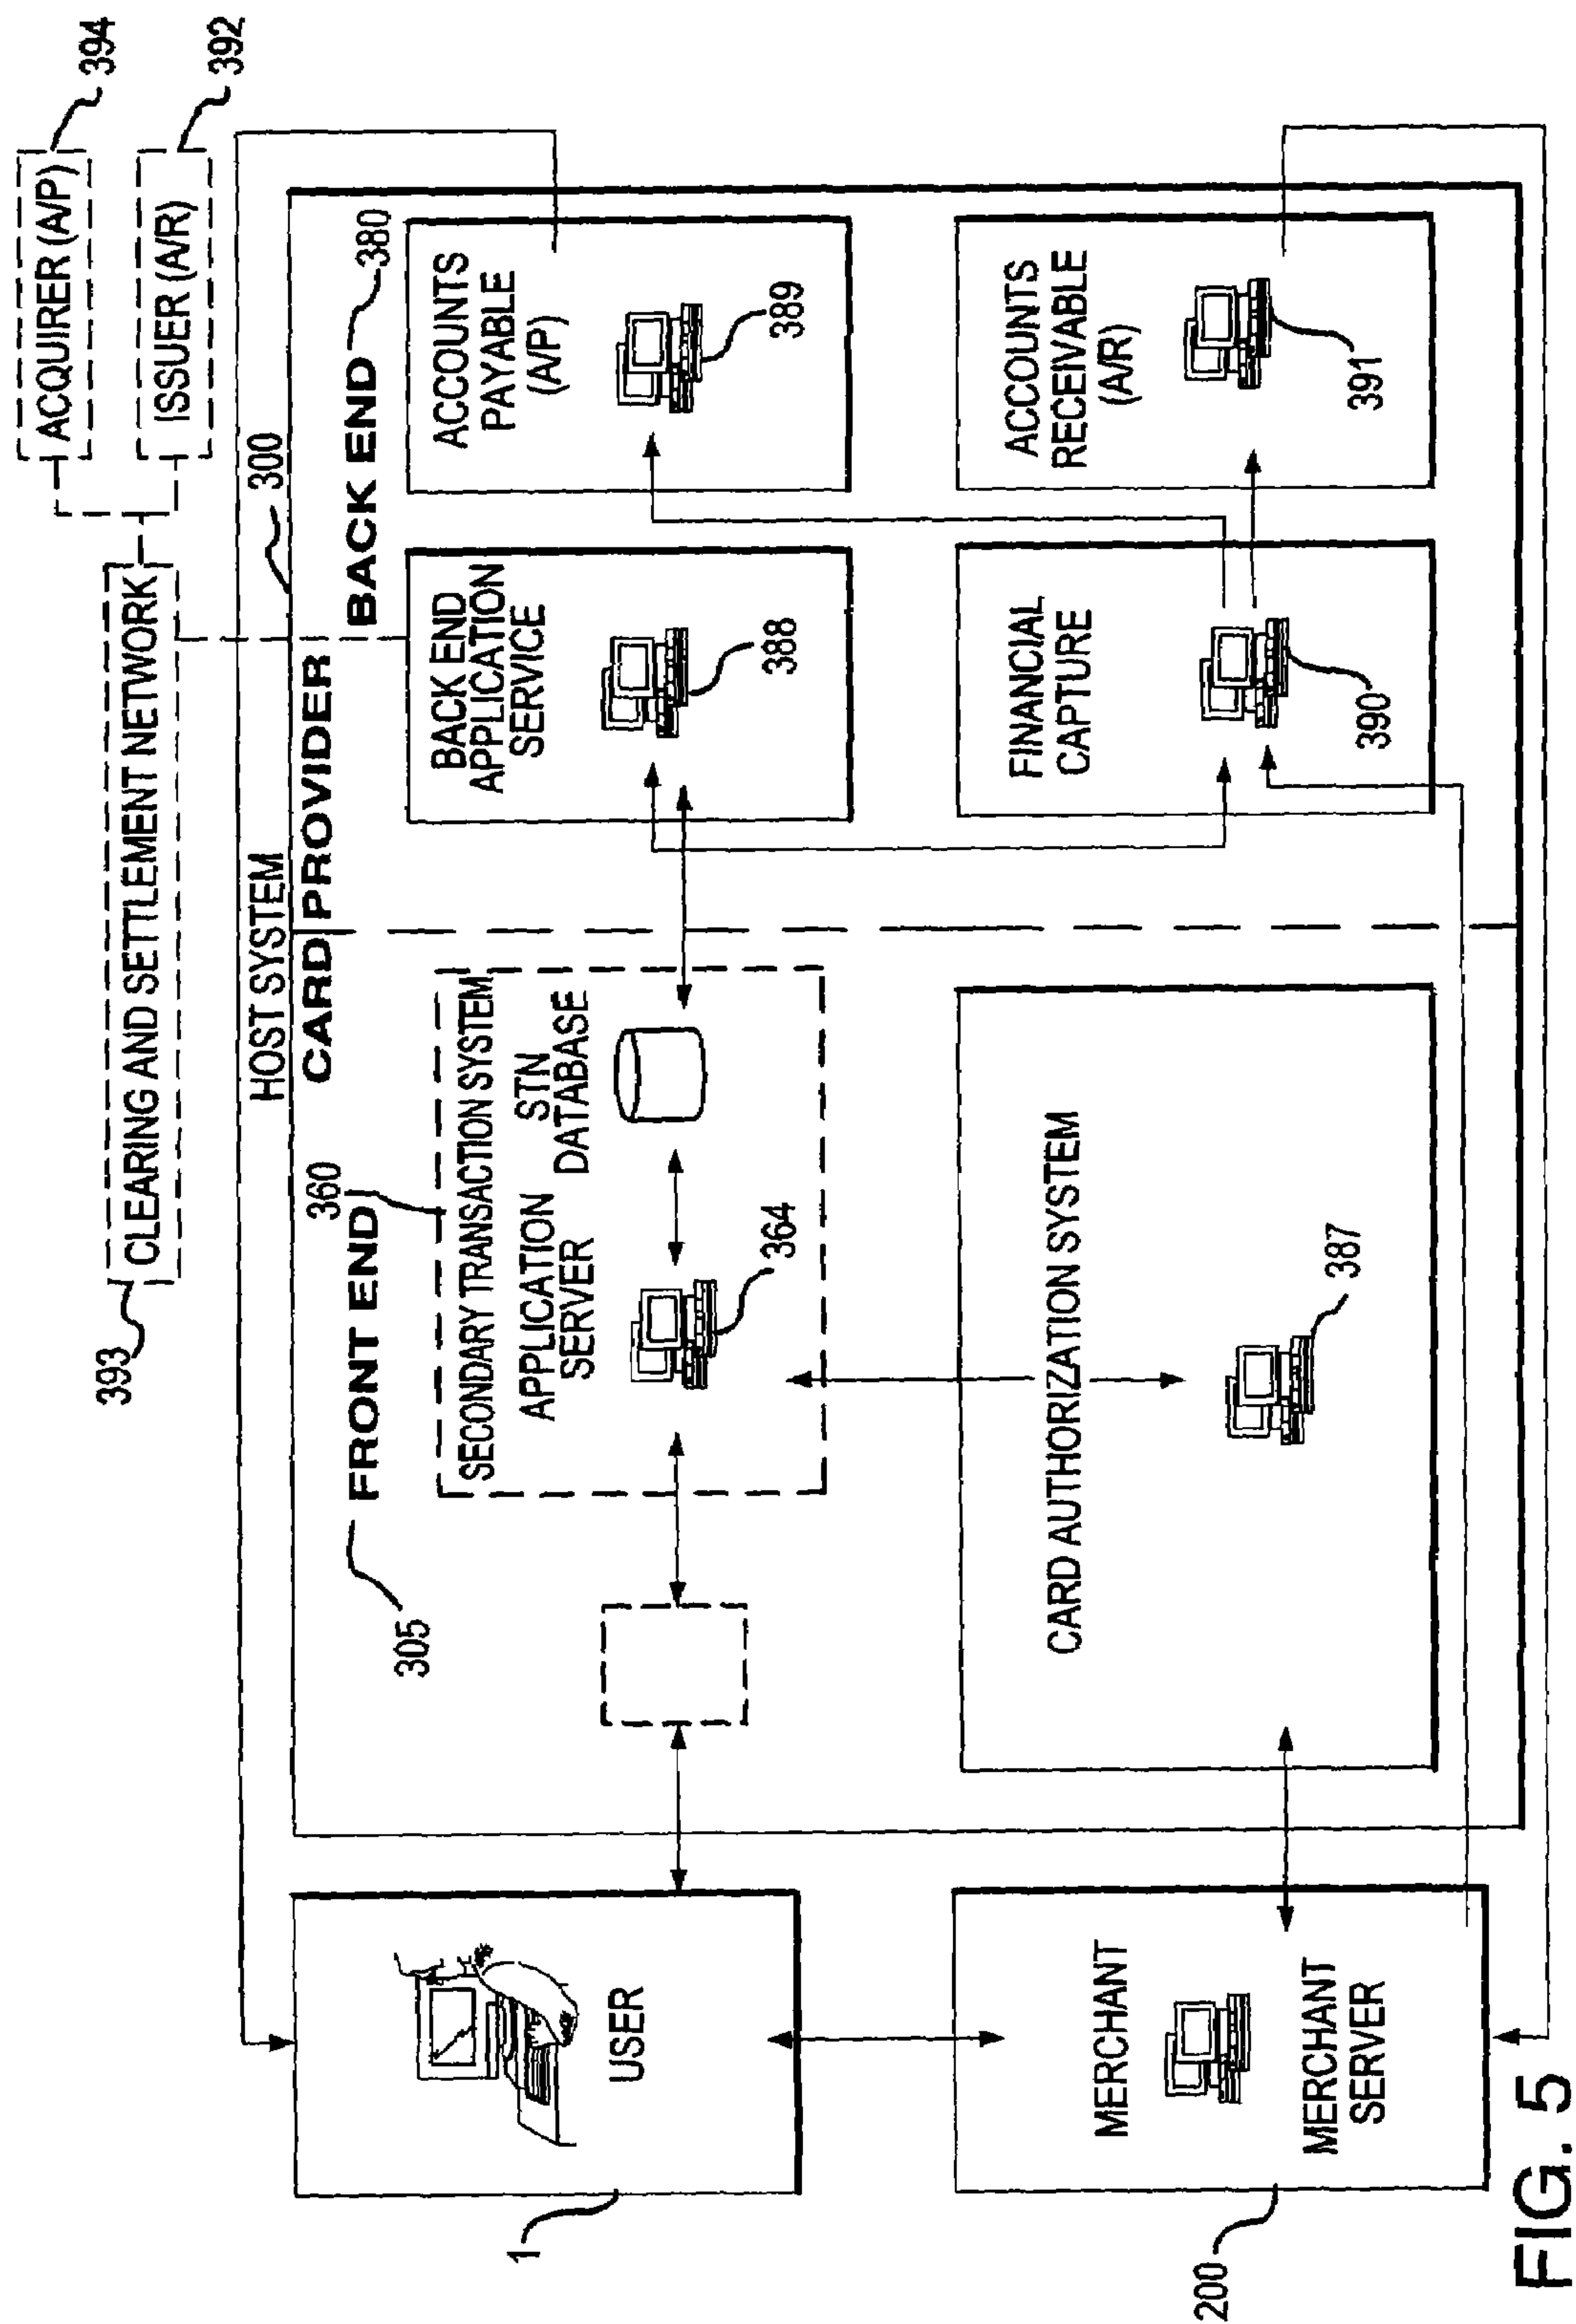 394
ACQUIRER (A/P)
392
ISSUER (A/R)
393
CLEARING AND SETTLEMENT NETWORK
HOST SYSTEM
300
CARD PROVIDER
305
FRONT END
360
BACK END
380
SECONDARY TRANSACTION SYSTEM
APPLICATION
SERVER
STN
DATABASE
364
BACK END
APPLICATION
SERVICE
388
ACCOUNTS
PAYABLE
(A/P)
389
USER
1
CARD AUTHORIZATION SYSTEM
387
FINANCIAL
CAPTURE
390
ACCOUNTS
RECEIVABLE
(A/R)
391
MERCHANT
MERCHANT
SERVER
200
FIG. 5